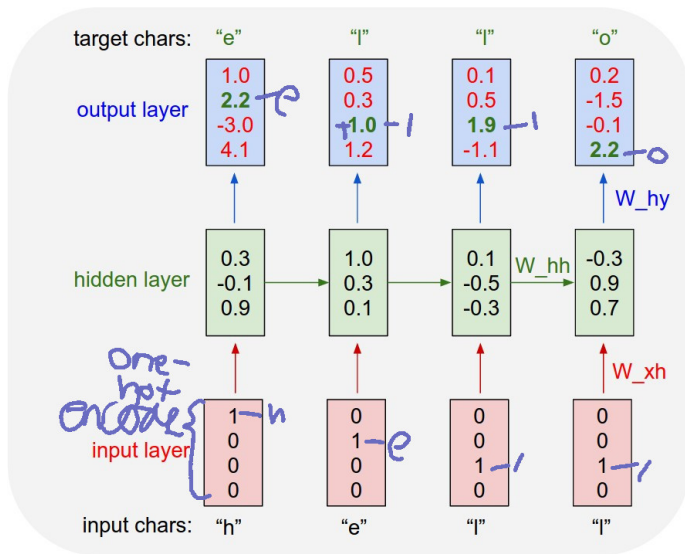 target chars: “e” “l” “l” “o”
1.0 0.5 0.1 0.2
output layer 2.2 e 0.3 0.5 -1.5
-3.0 +1.0 l 1.9 l -0.1
4.1 1.2 -1.1 2.2 o
W_hy
0.3 1.0 0.1 -0.3
hidden layer -0.1 0.3 -0.5 W_hh 0.9
0.9 0.1 -0.3 0.7
one-
hot
W_xh
encode
1 h 0 0 0
0 1 e 0 0
input layer 0 0 1 l 1 l
0 0 0 0
input chars: “h” “e” “l” “l”